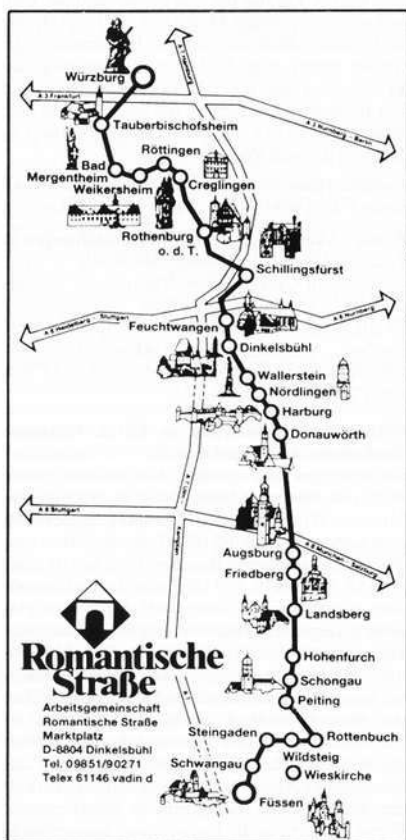 Würzburg
A 3 Frankfurt
A 3 Nürnberg - Berlin
Tauberbischofsheim
Röttingen
Bad
Mergentheim
Weikersheim
Creglingen
Rothenburg
o. d. T.
Schillingsfürst
A 6 Heidelberg - Stuttgart
A 6 Nürnberg
Feuchtwangen
Dinkelsbühl
Wallerstein
Nördlingen
Harburg
Donauwörth
A 8 Stuttgart
A 8 München - Salzburg
Augsburg
Friedberg
Landsberg
Hohenfurch
Schongau
Peiting
Rottenbuch
Steingaden
Wildsteig
Schwangau
Wieskirche
Füssen
Romantische
Straße
Arbeitsgemeinschaft
Romantische Straße
Marktplatz
D-8804 Dinkelsbühl
Tel. 09851/90271
Telex 61146 vadin d